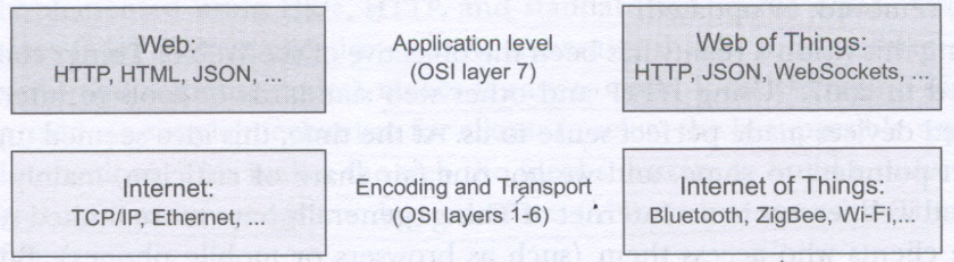 Web:
HTTP, HTML, JSON, ...
Application level
(OSI layer 7)
Web of Things:
HTTP, JSON, WebSockets, ...
Internet:
TCP/IP, Ethernet, ...
Encoding and Transport
(OSI layers 1-6)
Internet of Things:
Bluetooth, ZigBee, Wi-Fi,...